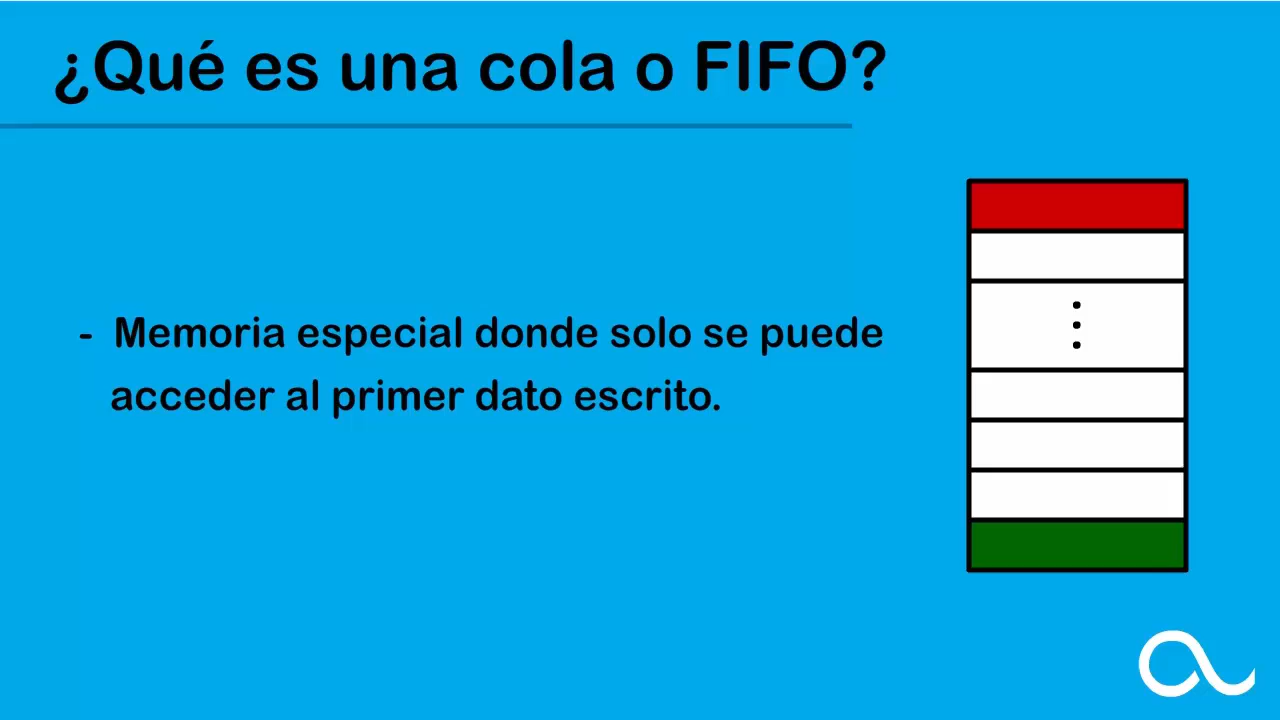 ¿Qué es una cola o FIFO?
- Memoria especial donde solo se puede
acceder al primer dato escrito.